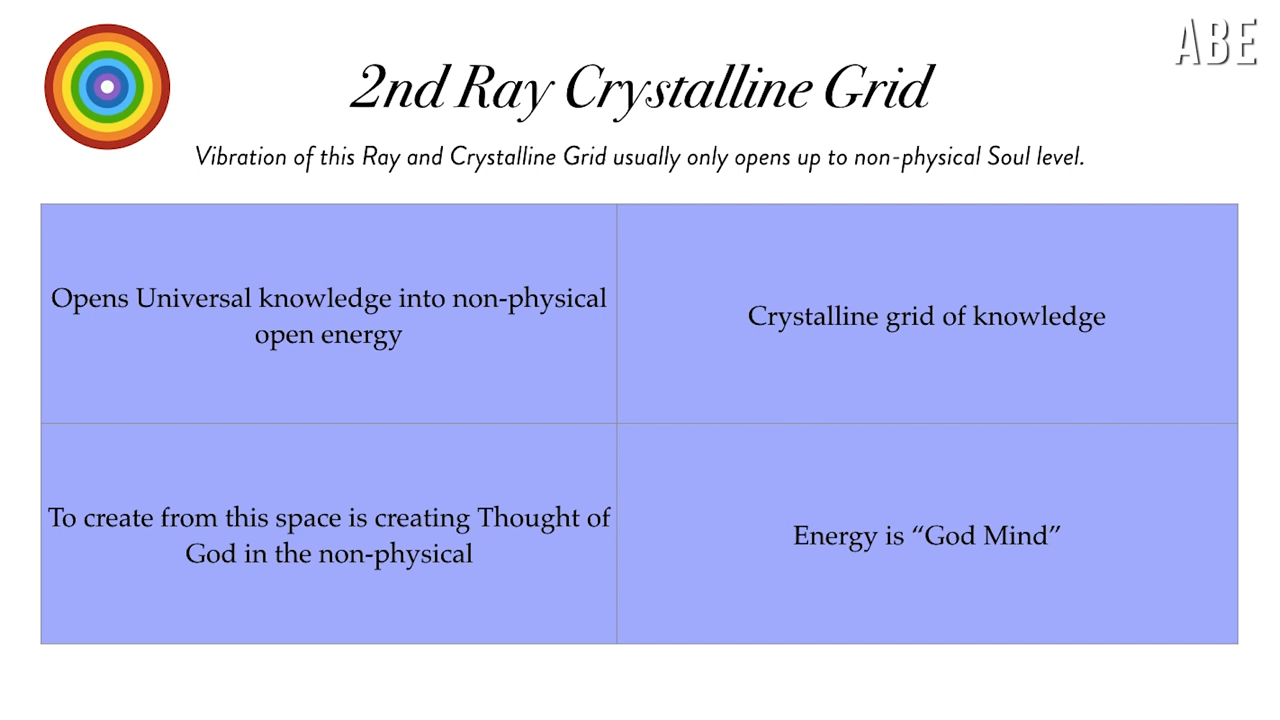 ABE
2nd Ray Crystalline Grid
Vibration of this Ray and Crystalline Grid usually only opens up to non-physical Soul level.
Opens Universal knowledge into non-physical
open energy
Crystalline grid of knowledge
To create from this space is creating Thought of
God in the non-physical
Energy is “God Mind”